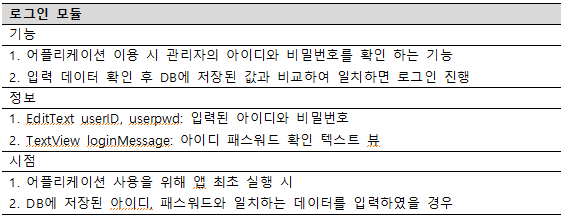 로그인 모듈
기능
1. 어플리케이션 이용 시 관리자의 아이디와 비밀번호를 확인 하는 기능
2. 입력 데이터 확인 후 DB에 저장된 값과 비교하여 일치하면 로그인 진행
정보
1. EditText userID, userpwd: 입력된 아이디와 비밀번호
2. TextView loginMessage: 아이디 패스워드 확인 텍스트 뷰
시점
1. 어플리케이션 사용을 위해 앱 최초 실행 시
2. DB에 저장된 아이디, 패스워드와 일치하는 데이터를 입력하였을 경우